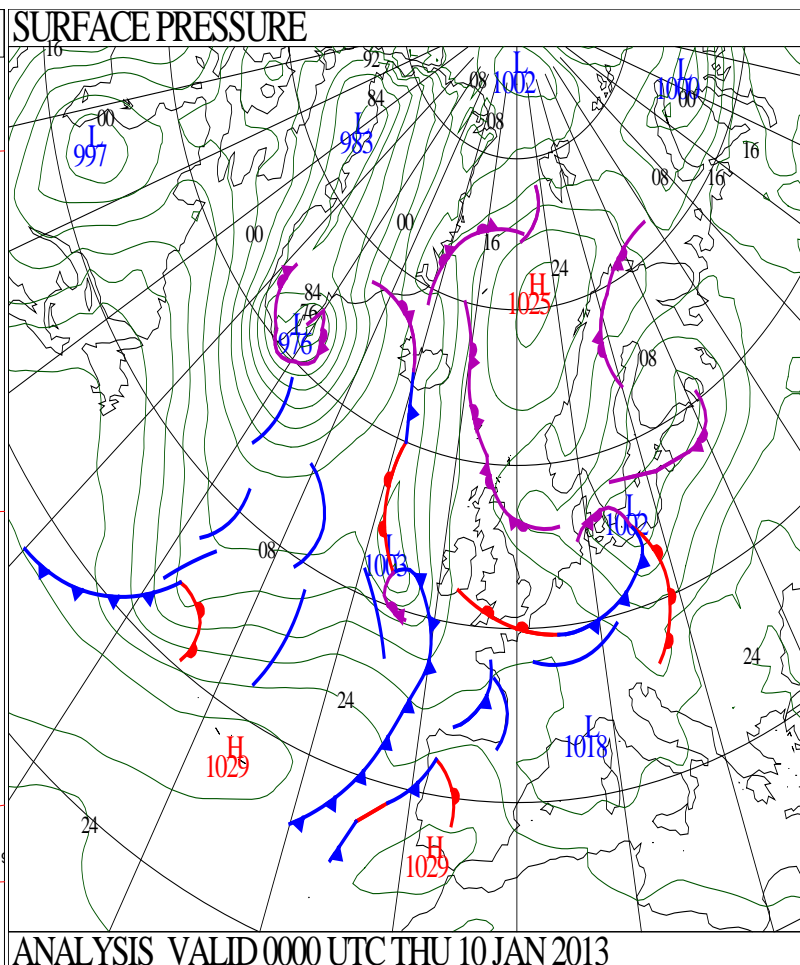 SURFACE PRESSURE
16
92
L
1002
08
L
1000
00
84
00
L
997
L
983
08
16
08
16
00
00
16
24
H
1025
84
76
L
976
08
L
1002
08
L
1003
24
24
H
1029
L
1018
24
H
1029
ANALYSIS VALID 0000 UTC THU 10 JAN 2013